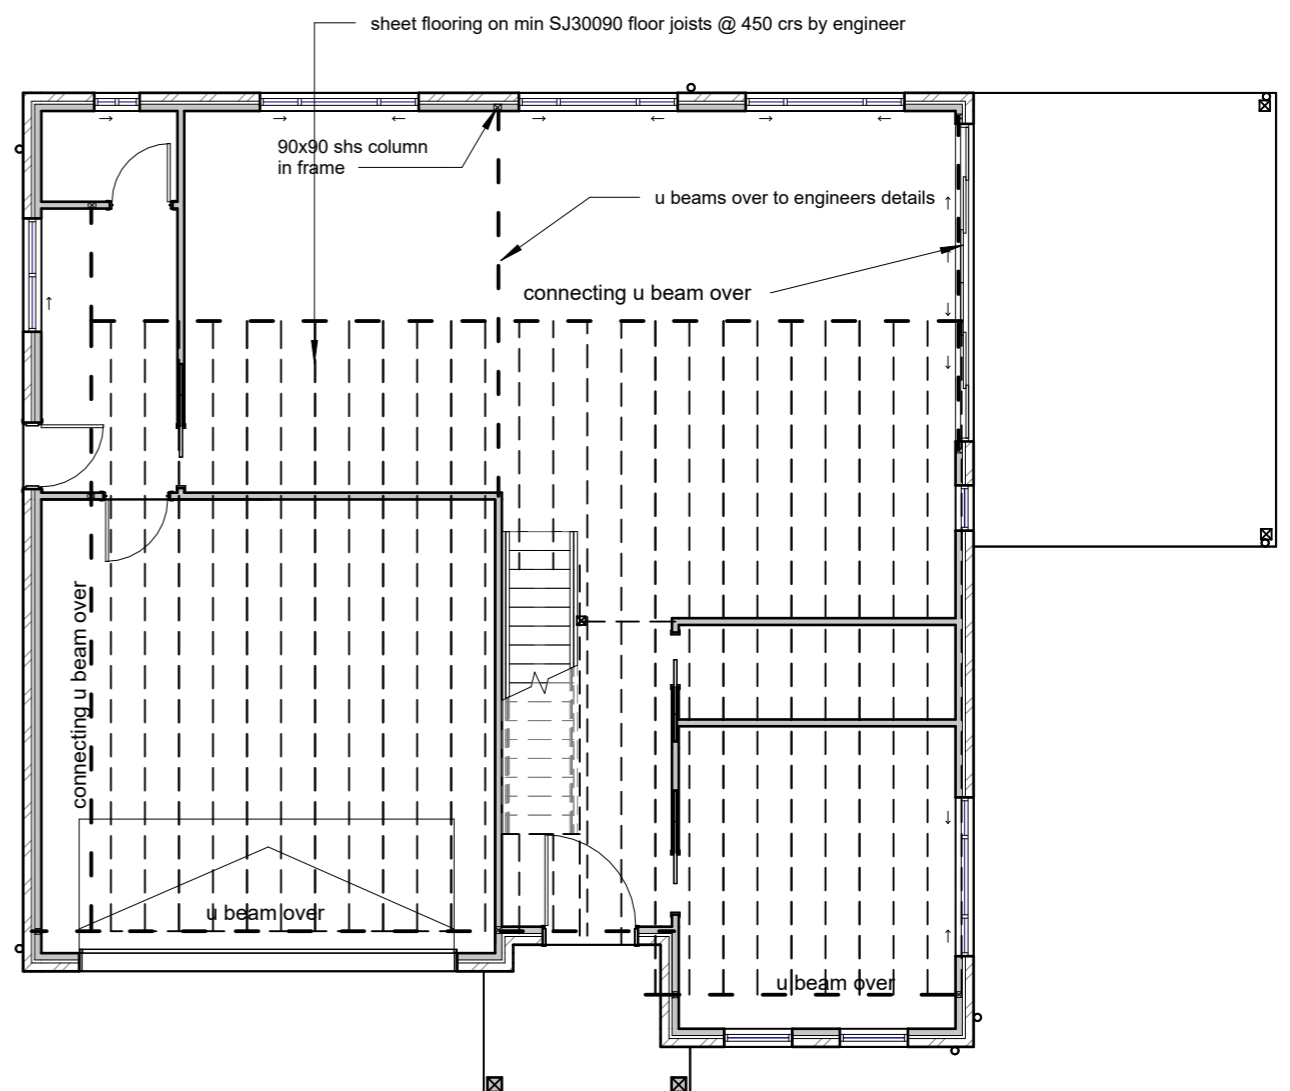 sheet flooring on min SJ30090 floor joists @ 450 crs by engineer
90x90 shs column
in frame
u beams over to engineers details
connecting u beam over
connecting u beam over
u beam over
u beam over